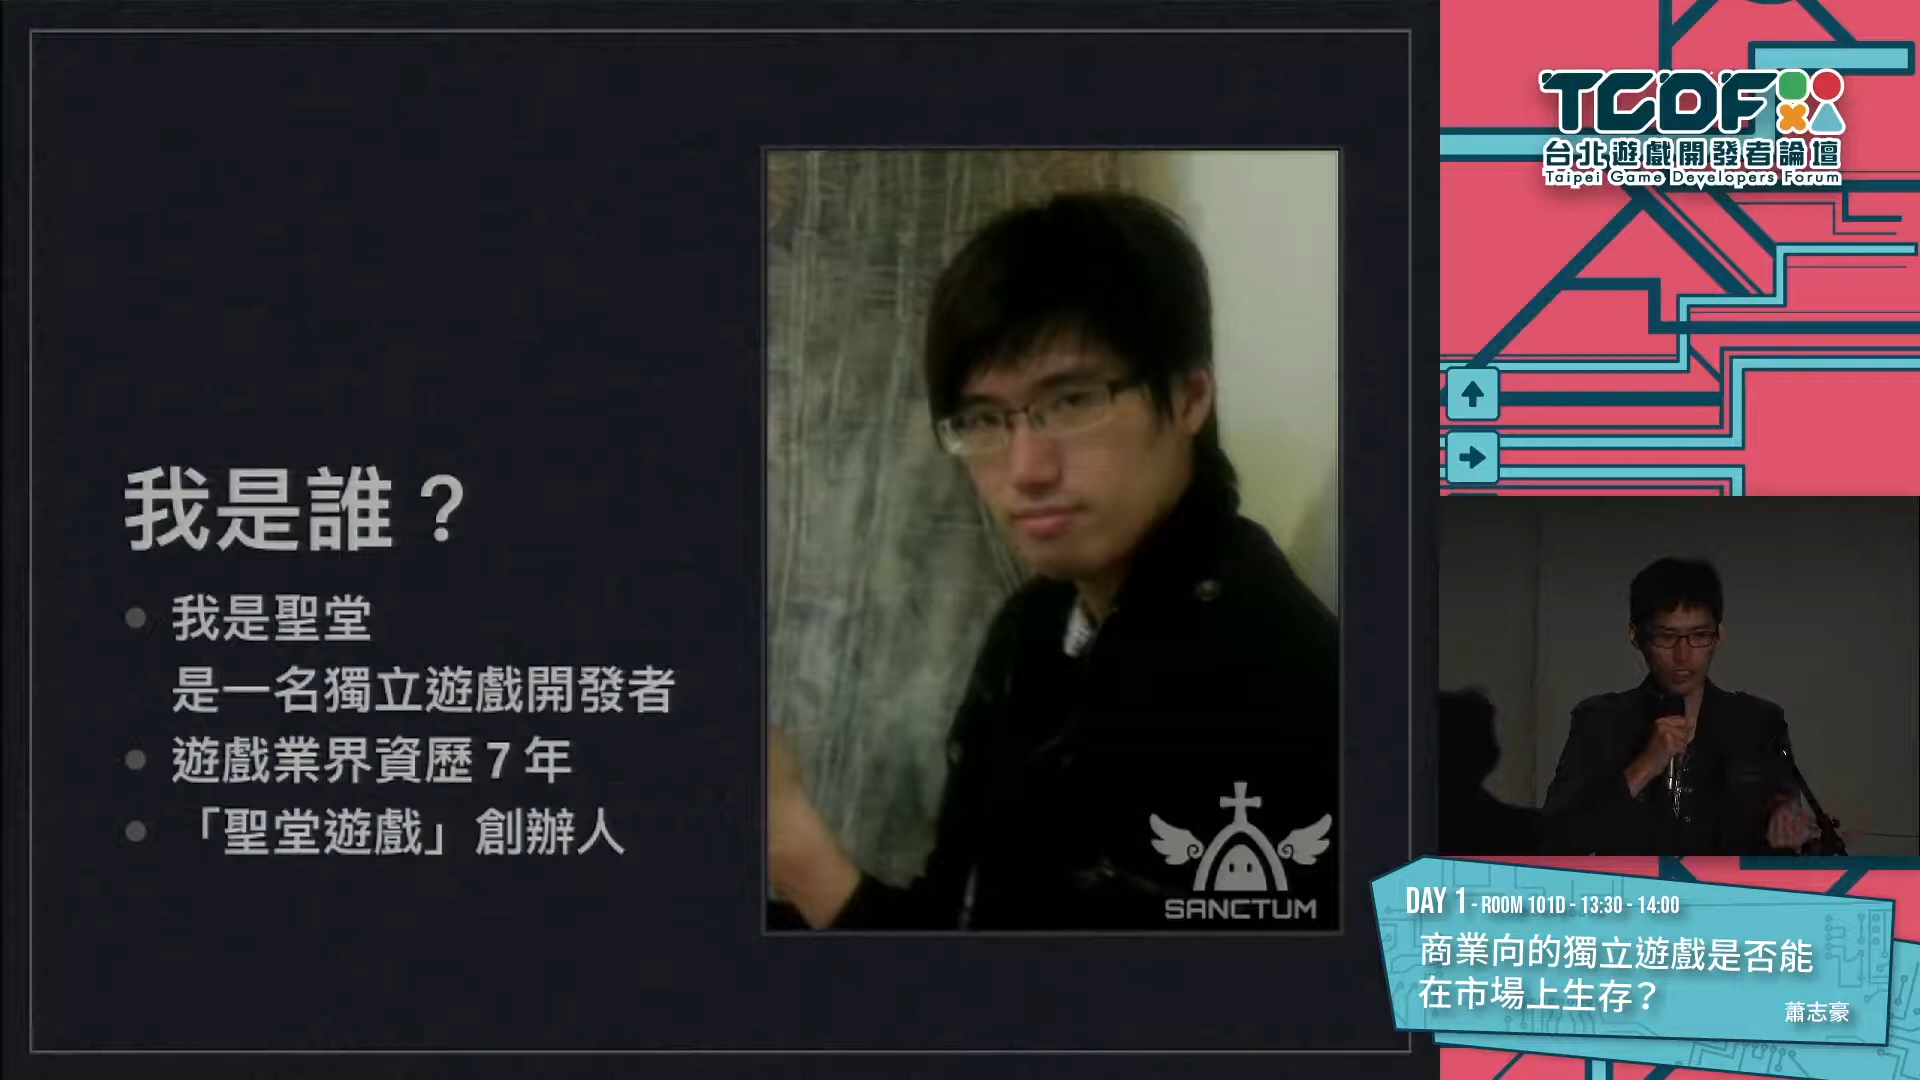 我是誰？
我是聖堂
是一名獨立遊戲開發者
遊戲業界資歷 7 年
「聖堂遊戲」創辦人
SANCTUM
TGDF
台北遊戲開發者論壇
Taipei Game Developers Forum
DAY 1 - ROOM 101D - 13:30 - 14:00
商業向的獨立遊戲是否能
在市場上生存？
蕭志豪